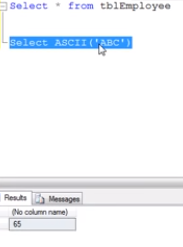 Select * from tblEmployee
Select ASCII('ABC')
Results
Messages
(No column name)
65